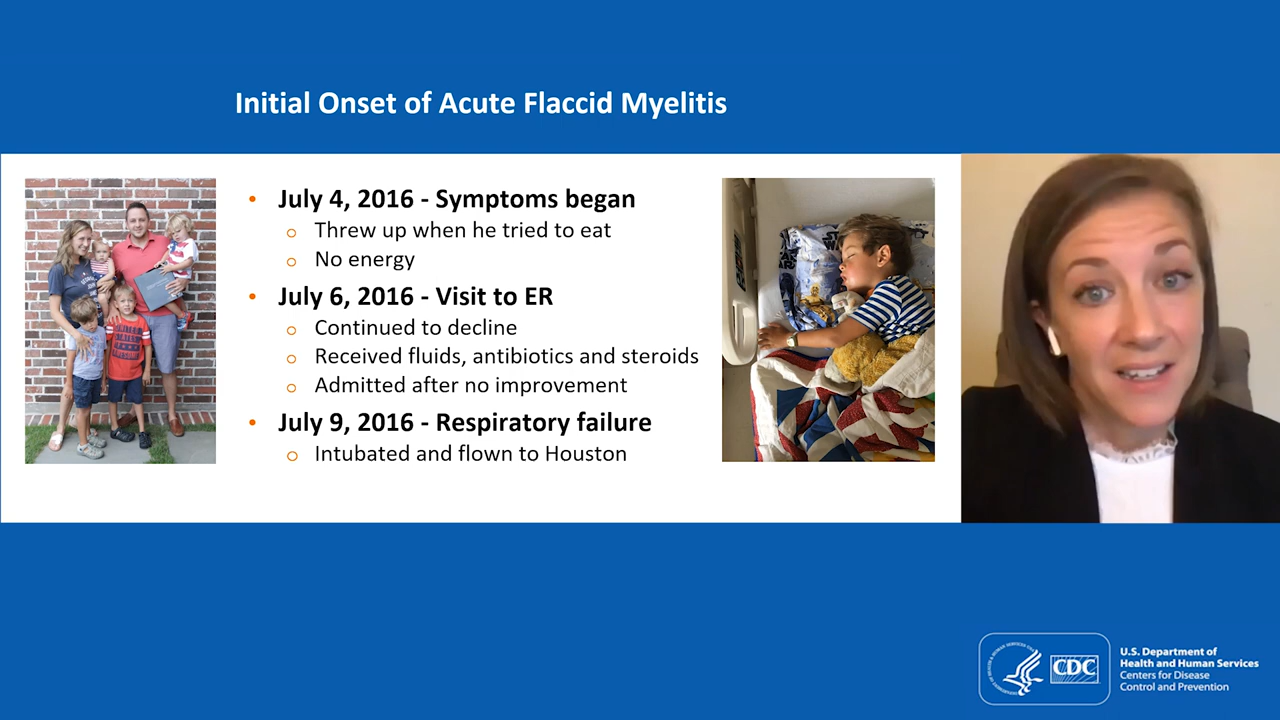 Initial Onset of Acute Flaccid Myelitis
• July 4, 2016 - Symptoms began
o Threw up when he tried to eat
o No energy
• July 6, 2016 - Visit to ER
o Continued to decline
o Received fluids, antibiotics and steroids
o Admitted after no improvement
• July 9, 2016 - Respiratory failure
o Intubated and flown to Houston
STAR WARS
CDC
U.S. Department of
Health and Human Services
Centers for Disease
Control and Prevention